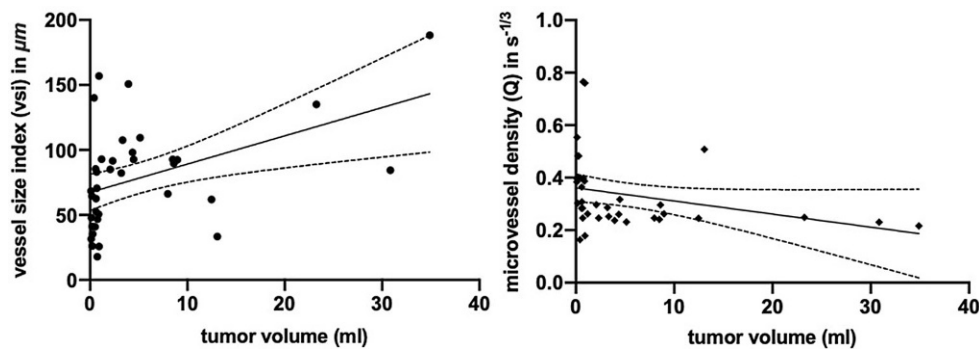 vessel size index (vsi) in µm
200
150
100
50
0
0 10 20 30 40
tumor volume (ml)
microvessel density (Q) in s-1/3
1.0
0.8
0.6
0.4
0.2
0.0
0 10 20 30 40
tumor volume (ml)